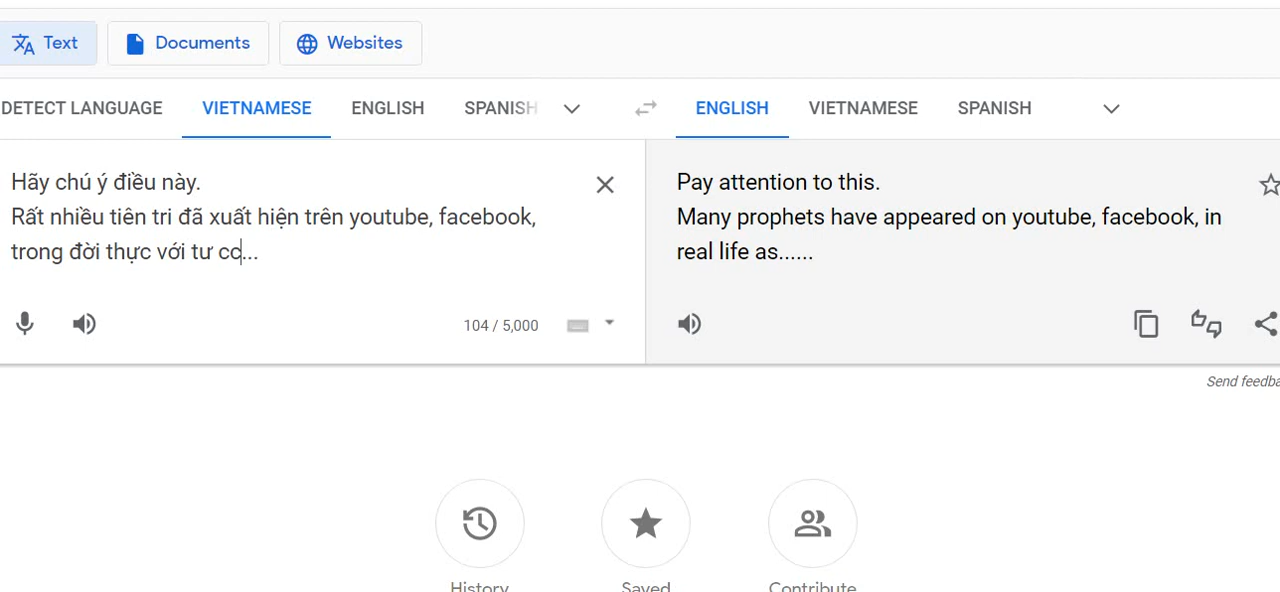 Text Documents Websites
DETECT LANGUAGE VIETNAMESE ENGLISH SPANISH ENGLISH VIETNAMESE SPANISH
Hãy chú ý điều này.
Rất nhiều tiên tri đã xuất hiện trên youtube, facebook,
trong đời thực với tư cọ...
104 / 5,000
Pay attention to this.
Many prophets have appeared on youtube, facebook, in
real life as......
Send feedba
History Saved Contribute